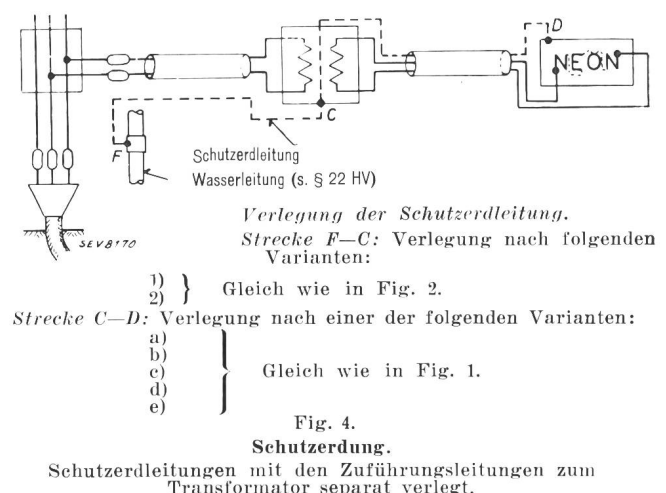 D
NEON
C
F
Schutzerdleitung
Wasserleitung (s. § 22 HV)
SEV8170
Verlegung der Schutzerdleitung.
Strecke F—C: Verlegung nach folgenden
Varianten:
1)
2) } Gleich wie in Fig. 2.
Strecke C—D: Verlegung nach einer der folgenden Varianten:
a)
b)
c) } Gleich wie in Fig. 1.
d)
e)
Fig. 4.
Schutzerdung.
Schutzerdleitungen mit den Zuführungsleitungen zum
Transformator separat verlegt.